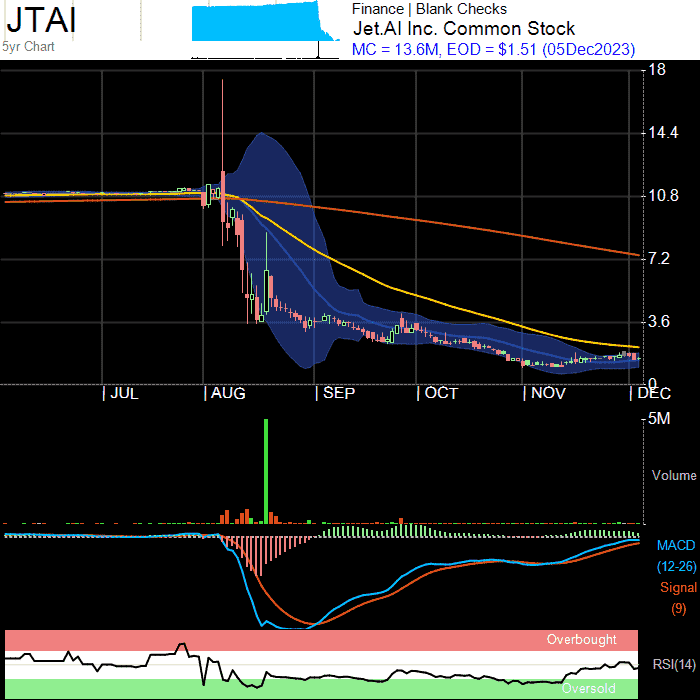 JTAI
5yr Chart
Finance | Blank Checks
Jet.AI Inc. Common Stock
MC = 13.6M, EOD = $1.51 (05Dec2023)
18
14.4
10.8
7.2
3.6
0
JUL AUG SEP OCT NOV DEC
5M
Volume
MACD
(12-26)
Signal
(9)
Overbought
RSI(14)
Oversold